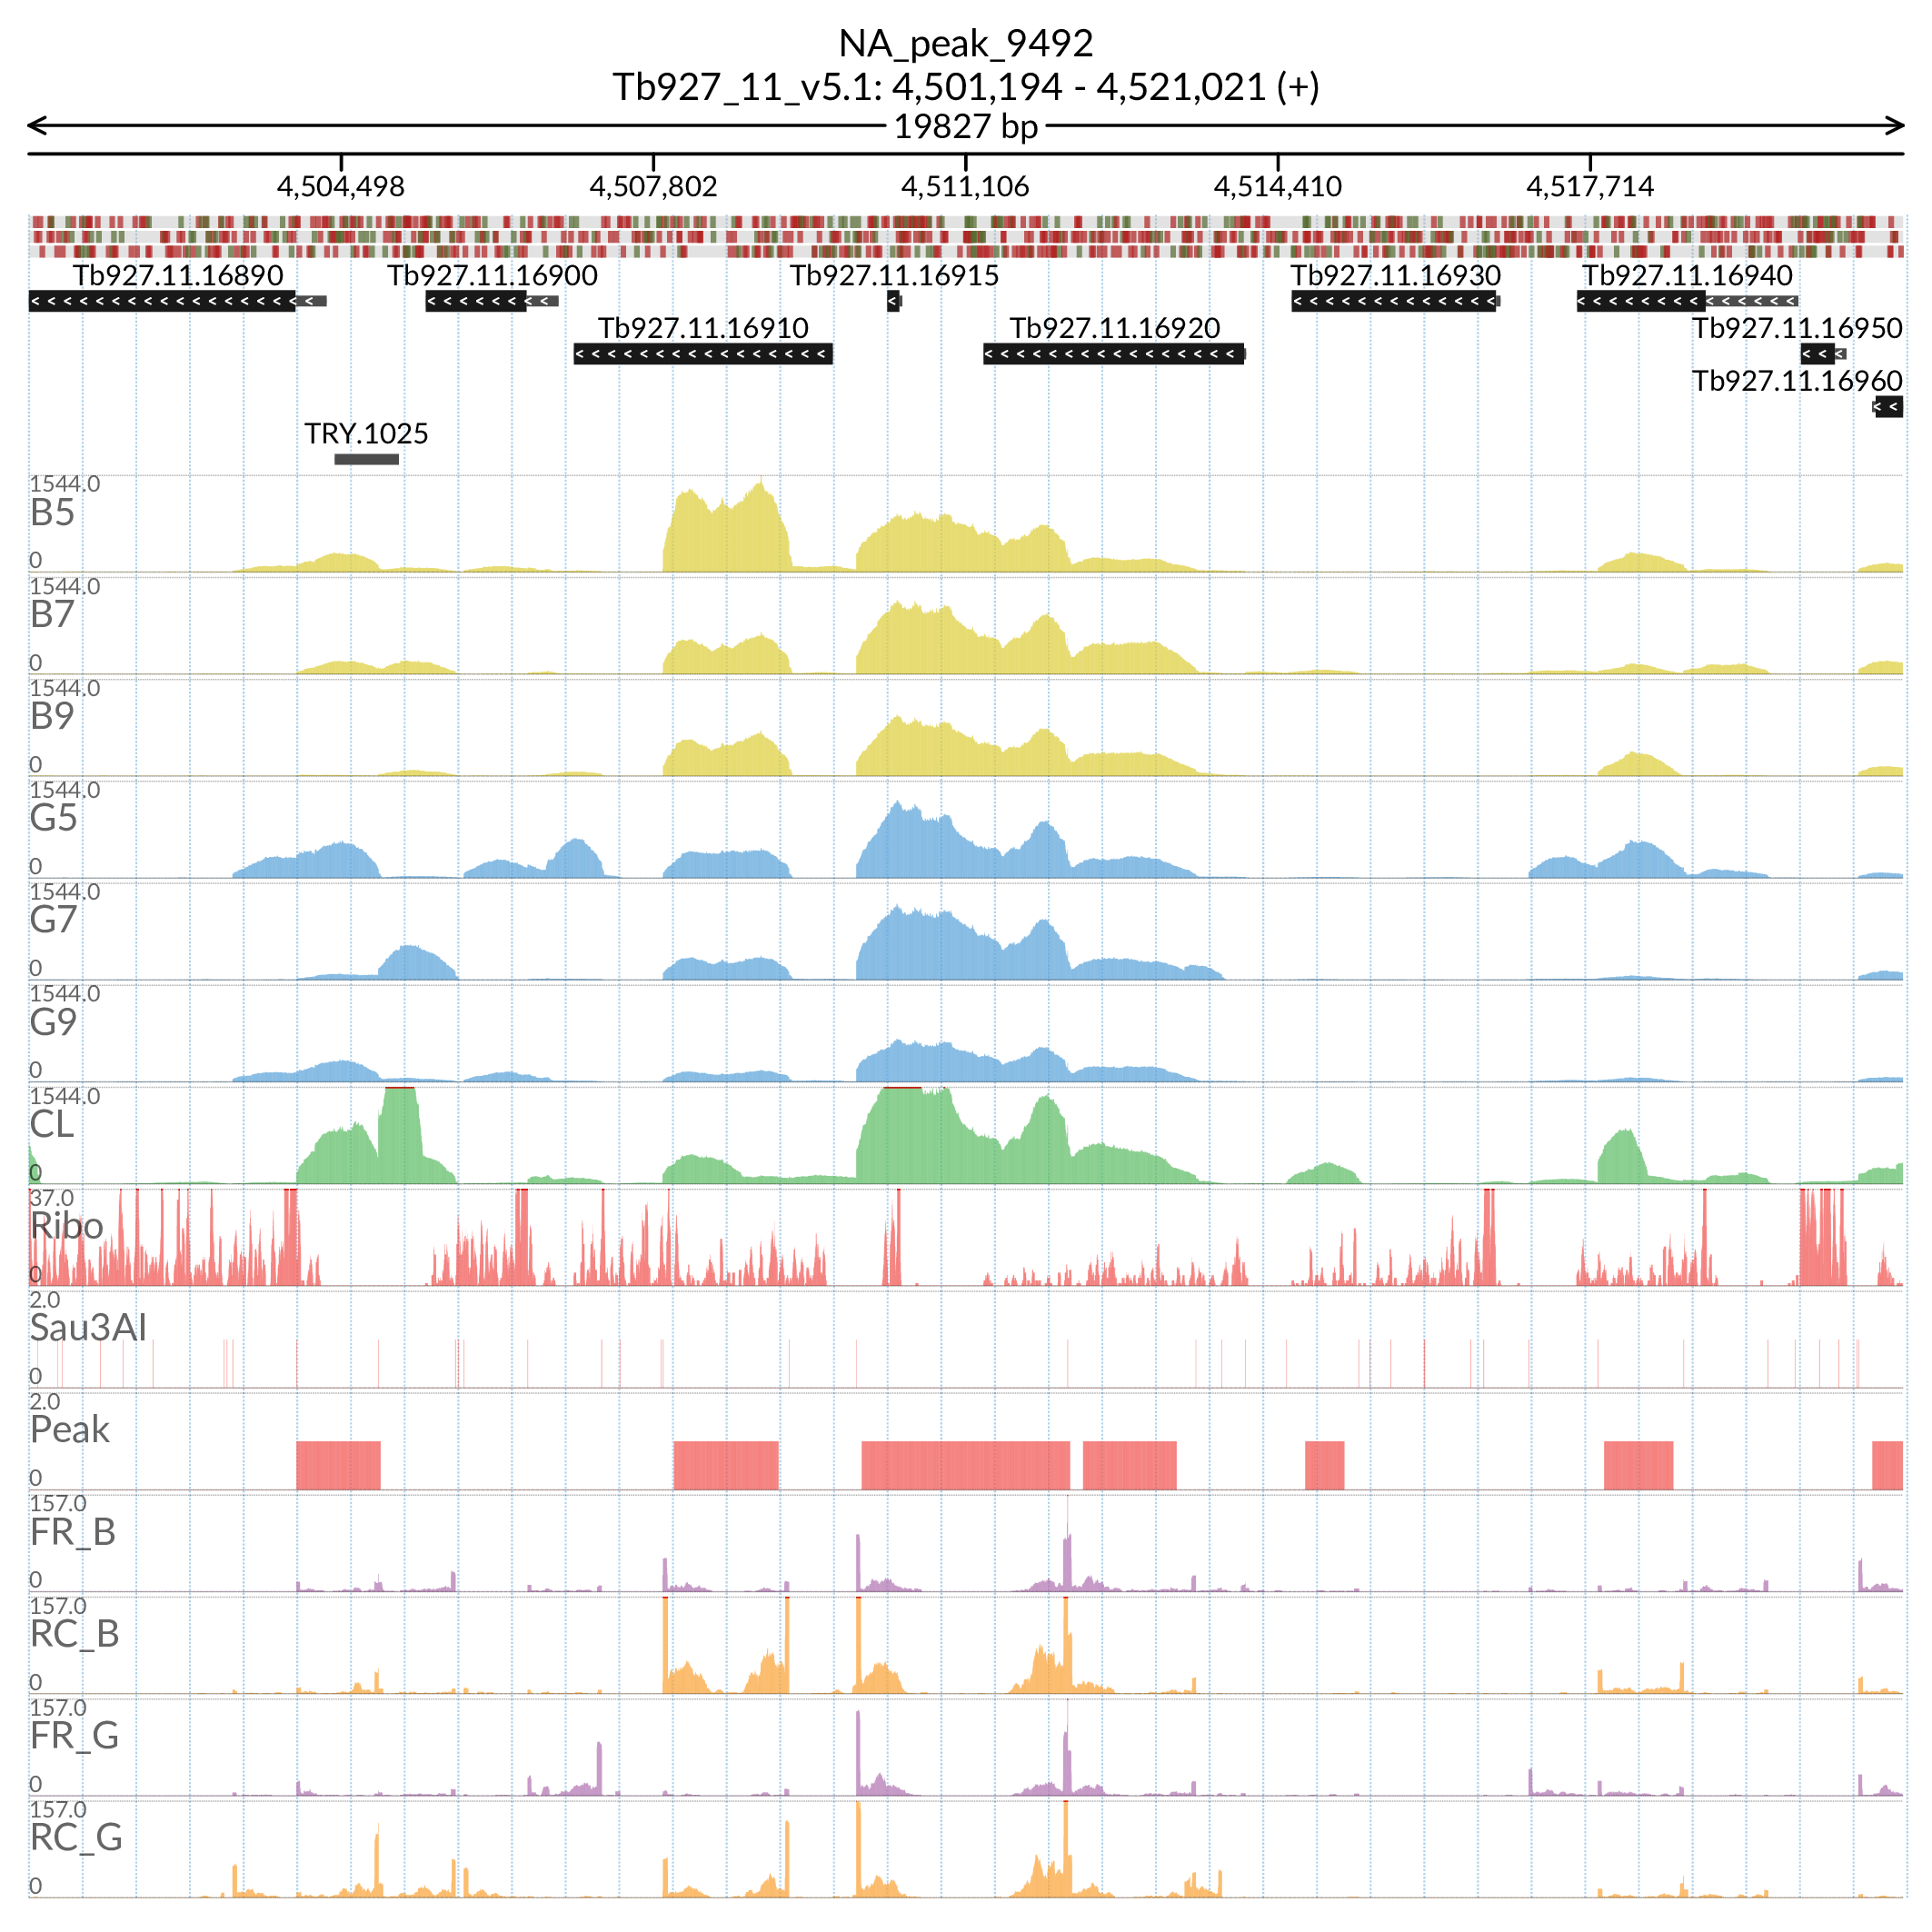 NA_peak_9492
Tb927_11_v5.1: 4,501,194 - 4,521,021 (+)
19827 bp
4,504,498 4,507,802 4,511,106 4,514,410 4,517,714
Tb927.11.16890 Tb927.11.16900 Tb927.11.16915 Tb927.11.16930 Tb927.11.16940
Tb927.11.16910 Tb927.11.16920 Tb927.11.16950
Tb927.11.16960
TRY.1025
1544.0
B5
0
1544.0
B7
0
1544.0
B9
0
1544.0
G5
0
1544.0
G7
0
1544.0
G9
0
1544.0
CL
0
37.0
Ribo
0
2.0
Sau3AI
0
2.0
Peak
0
157.0
FR_B
0
157.0
RC_B
0
157.0
FR_G
0
157.0
RC_G
0